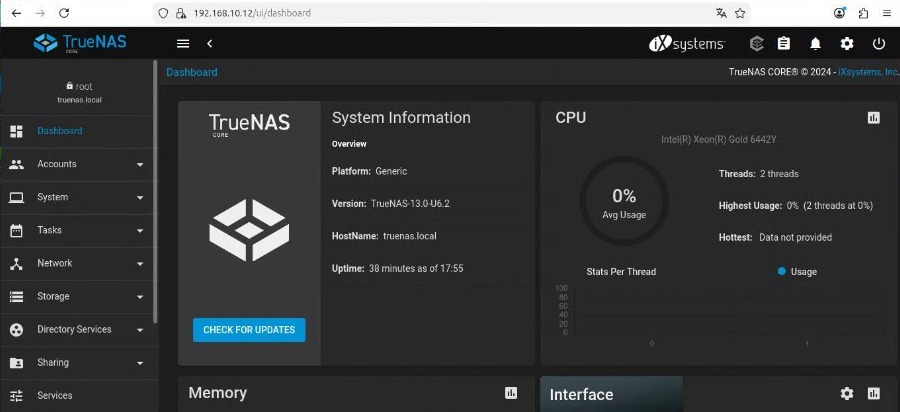 192.168.10.12/ui/dashboard
TrueNAS
CORE
iXsystems
root
truenas.local
Dashboard
TrueNAS CORE® © 2024 - iXsystems, Inc.
Dashboard
Accounts
System
Tasks
Network
Storage
Directory Services
Sharing
Services
TrueNAS
CORE
CHECK FOR UPDATES
System Information
Overview
Platform: Generic
Version: TrueNAS-13.0-U6.2
HostName: truenas.local
Uptime: 38 minutes as of 17:55
CPU
Intel(R) Xeon(R) Gold 6442Y
0%
Avg Usage
Threads: 2 threads
Highest Usage: 0% (2 threads at 0%)
Hottest: Data not provided
Stats Per Thread
Usage
100
80
60
40
20
0
0 1
Memory
Interface